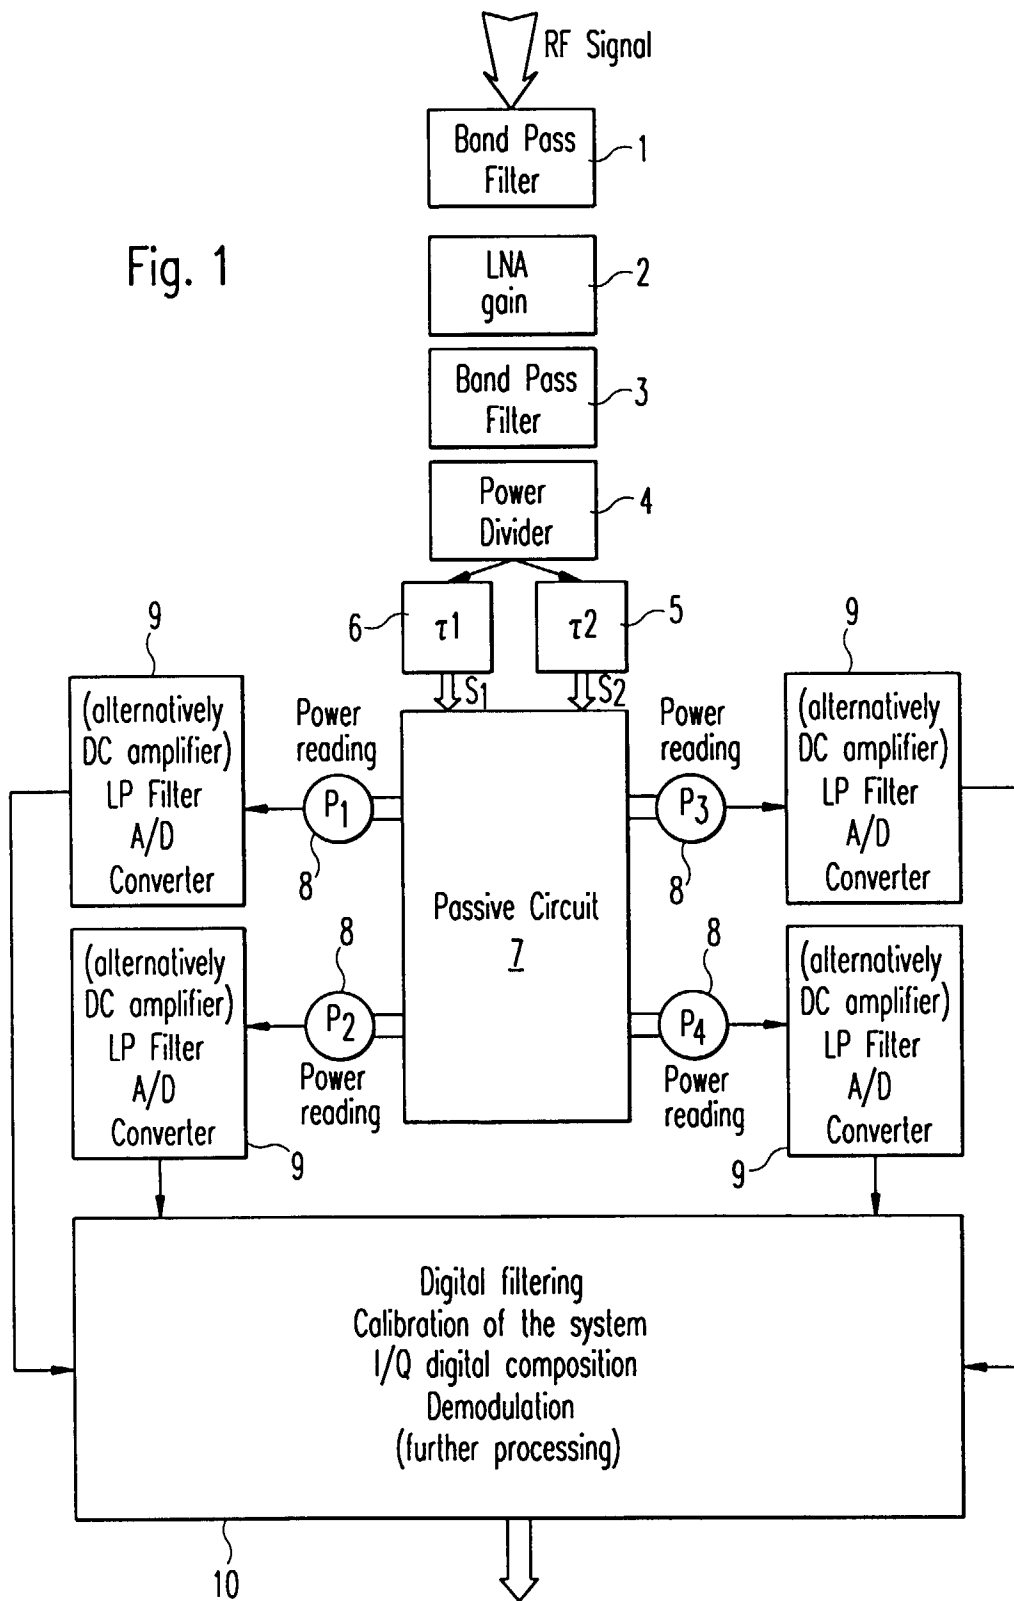 RF Signal
Band Pass
Filter
1
Fig. 1
LNA
gain
2
Band Pass
Filter
3
Power
Divider
4
6
τ1
τ2
5
S1
S2
9
(alternatively
DC amplifier)
LP Filter
A/D
Converter
Power
reading
P1
8
Power
reading
P3
8
9
(alternatively
DC amplifier)
LP Filter
A/D
Converter
Passive Circuit
7
(alternatively
DC amplifier)
LP Filter
A/D
Converter
9
8
P2
Power
reading
8
P4
Power
reading
(alternatively
DC amplifier)
LP Filter
A/D
Converter
9
Digital filtering
Calibration of the system
I/Q digital composition
Demodulation
(further processing)
10